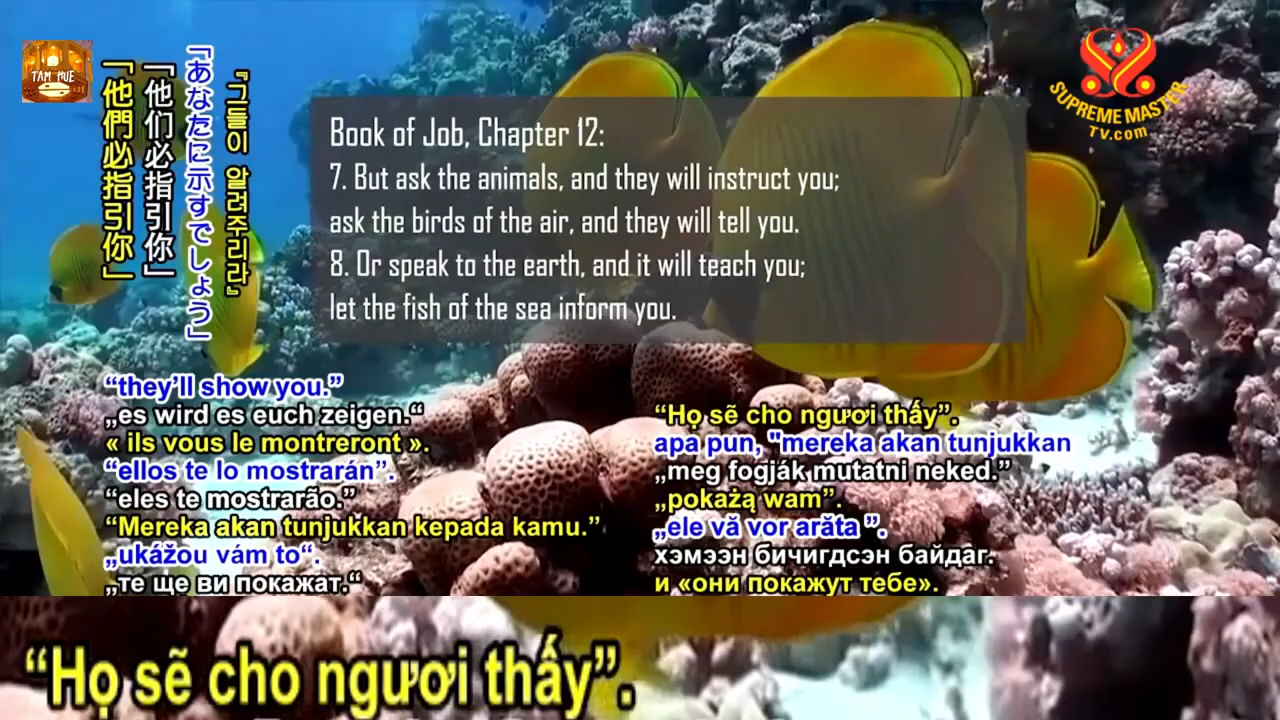 TAM HUE
「他們必指引你」
「他们必指引你」
『あなたに示すでしょう』
『그들이 알려주리라』
SUPREME MASTER
TV.com
Book of Job, Chapter 12:
7. But ask the animals, and they will instruct you;
ask the birds of the air, and they will tell you.
8. Or speak to the earth, and it will teach you;
let the fish of the sea inform you.
“they’ll show you.”
„es wird es euch zeigen.“
« ils vous le montreront ».
“ellos te lo mostrarán”.
“eles te mostrarão.”
“Mereka akan tunjukkan kepada kamu.”
„ukážou vám to“.
„те ще ви покажат.“
“Họ sẽ cho ngươi thấy”.
apa pun, "mereka akan tunjukkan
„meg fogják mutatni neked.”
„pokażą wam”.
„ele vă vor arăta ”.
хэмээн бичигдсэн байдаг.
и «они покажут тебе».
“Họ sẽ cho ngươi thấy”.